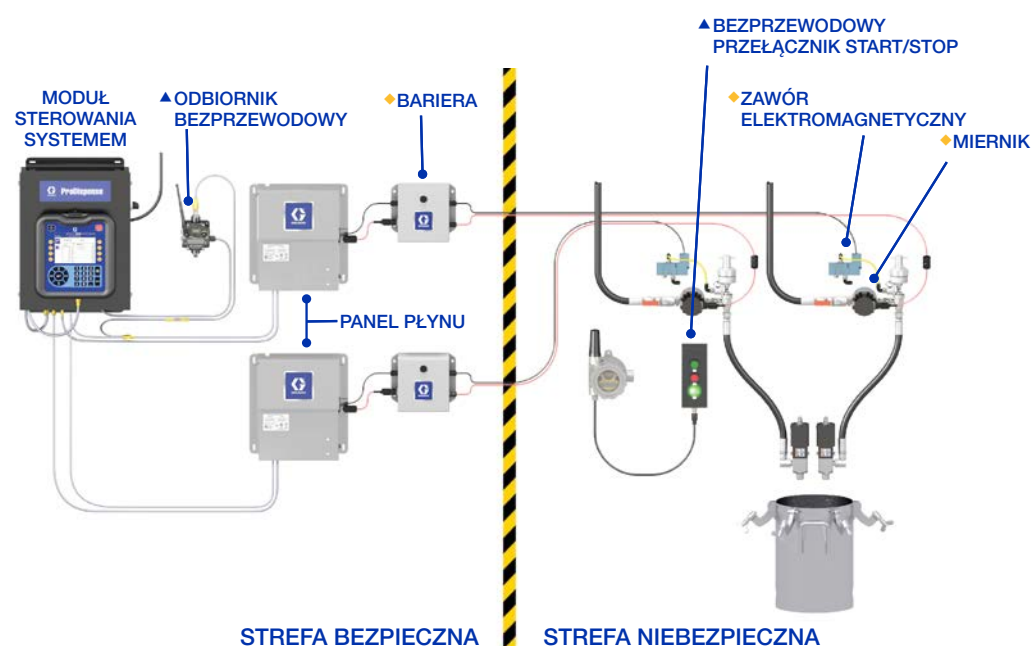 ▲ BEZPRZEWODOWY
PRZEŁĄCZNIK START/STOP
MODUŁ
STEROWANIA
SYSTEMEM
▲ ODBIORNIK
BEZPRZEWODOWY
◆BARIERA
◆ZAWÓR
ELEKTROMAGNETYCZNY
◆MIERNIK
ProDispense
PANEL PŁYNU
STREFA BEZPIECZNA
STREFA NIEBEZPIECZNA